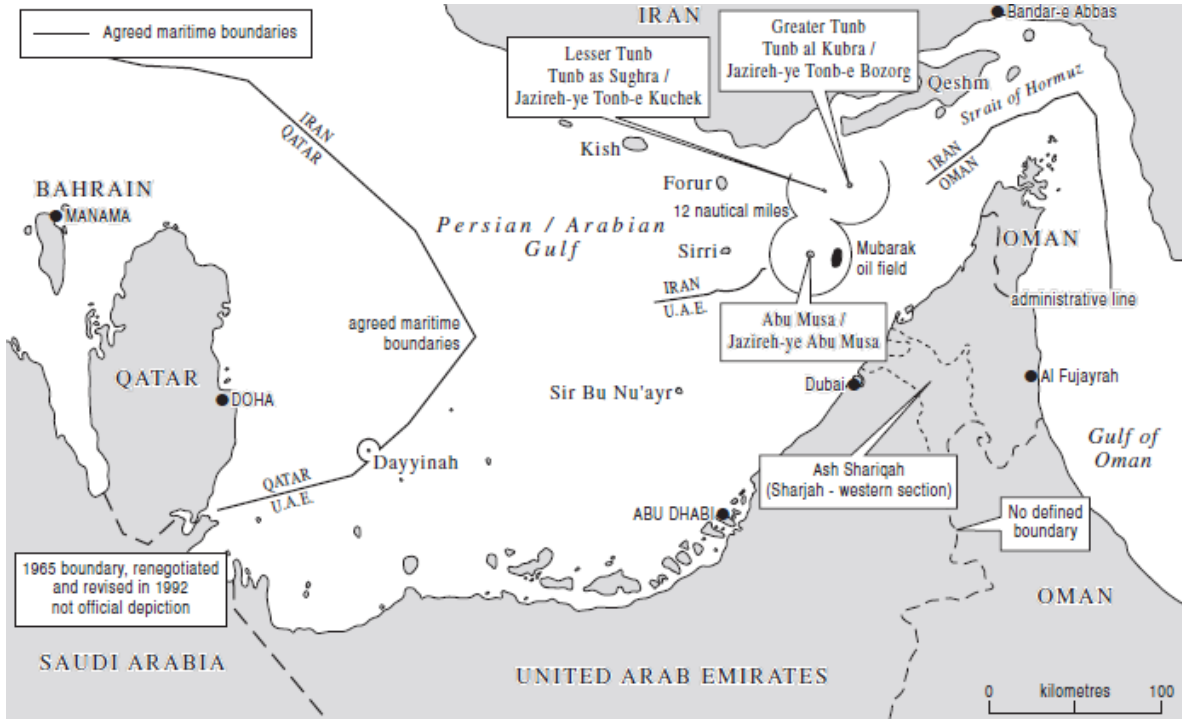 Agreed maritime boundaries
IRAN
Bandar-e Abbas
Lesser Tunb
Tunb as Sughra /
Jazireh-ye Tonb-e Kuchek
Greater Tunb
Tunb al Kubra /
Jazireh-ye Tonb-e Bozorg
Qeshm
Strait of Hormuz
IRAN
QATAR
Kish
IRAN
OMAN
BAHRAIN
MANAMA
Forur
12 nautical miles
Persian / Arabian
Gulf
Sirri
Mubarak
oil field
OMAN
IRAN
U.A.E.
administrative line
agreed maritime
boundaries
Abu Musa /
Jazireh-ye Abu Musa
QATAR
DOHA
Sir Bu Nu'ayr
Dubai
Al Fujayrah
Dayyinah
Gulf of
Oman
QATAR
U.A.E.
Ash Shariqah
(Sharjah - western section)
ABU DHABI
No defined
boundary
1965 boundary, renegotiated
and revised in 1992
not official depiction
OMAN
SAUDI ARABIA
UNITED ARAB EMIRATES
0 kilometres 100